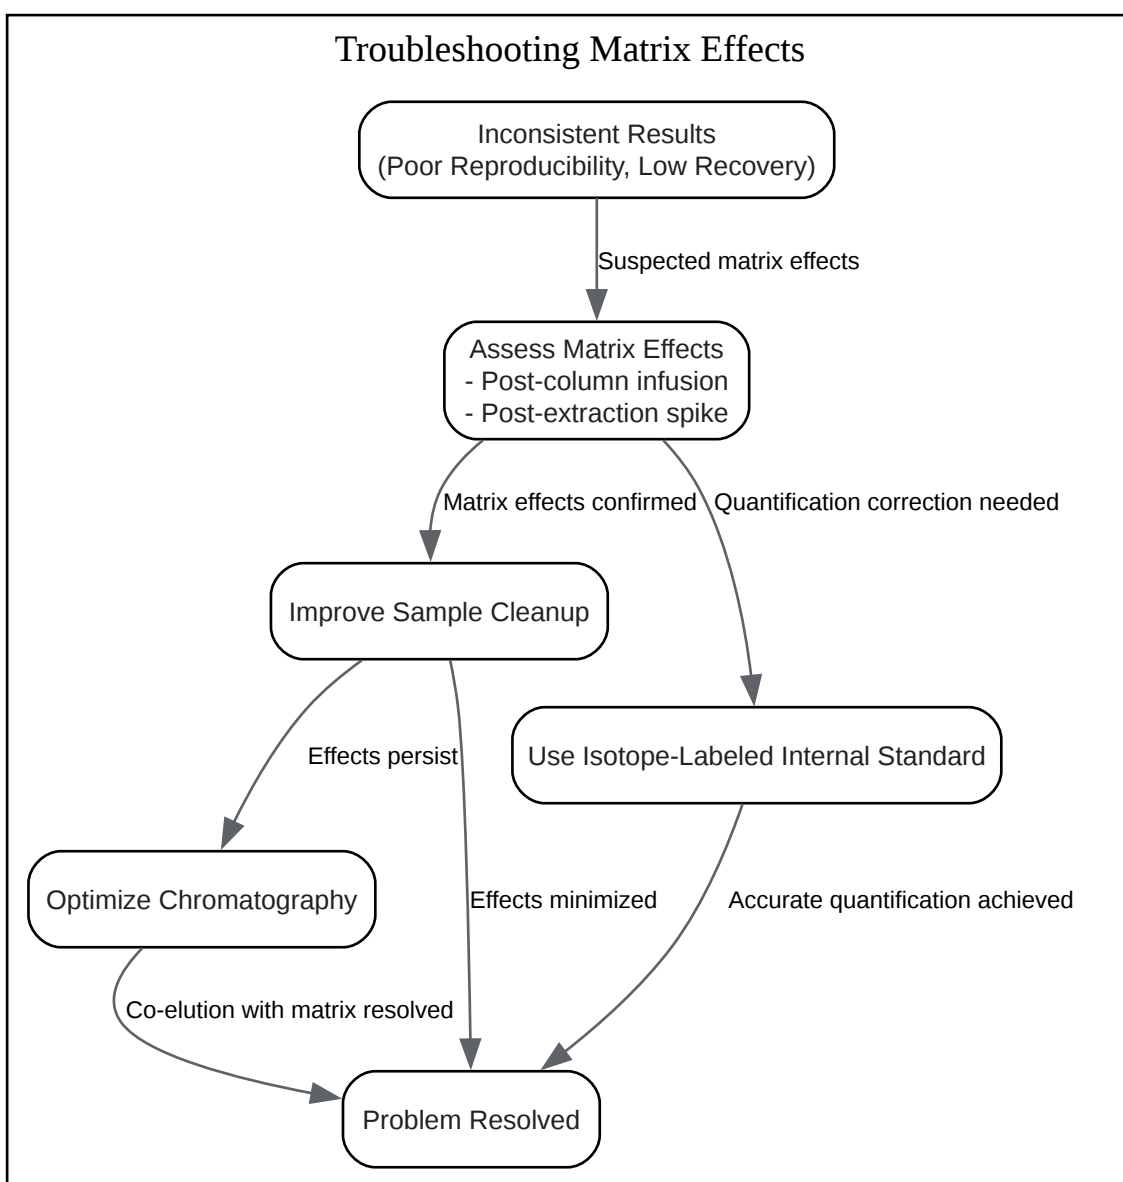 Troubleshooting Matrix Effects
Inconsistent Results
(Poor Reproducibility, Low Recovery)
Suspected matrix effects
Assess Matrix Effects
- Post-column infusion
- Post-extraction spike
Matrix effects confirmed
Quantification correction needed
Improve Sample Cleanup
Effects persist
Use Isotope-Labeled Internal Standard
Optimize Chromatography
Effects minimized
Accurate quantification achieved
Co-elution with matrix resolved
Problem Resolved